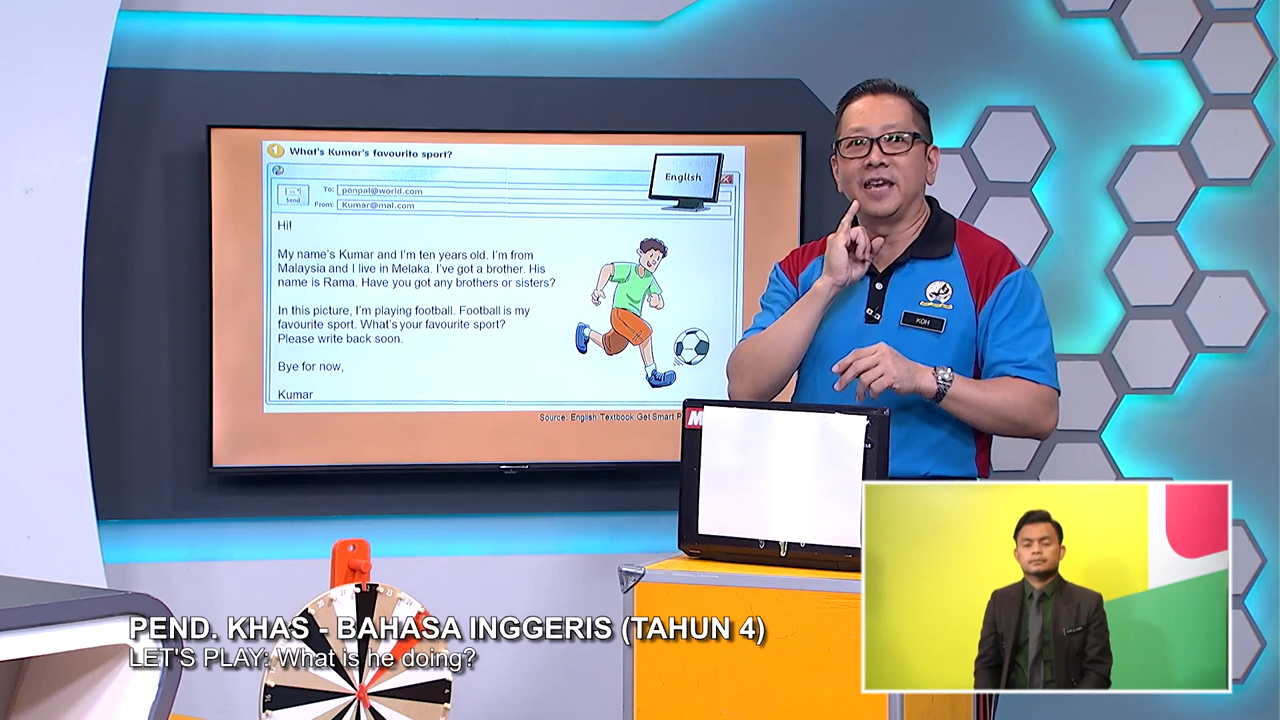 1 What's Kumar's favourite sport?
English
Send
To: penpal@world.com
From: Kumar@mal.com
Hi!
My name's Kumar and I'm ten years old. I'm from
Malaysia and I live in Melaka. I've got a brother. His
name is Rama. Have you got any brothers or sisters?
In this picture, I'm playing football. Football is my
favourite sport. What's your favourite sport?
Please write back soon.
Bye for now,
Kumar
Source: English Textbook Get Smart
KOH
PEND. KHAS - BAHASA INGGERIS (TAHUN 4)
LET'S PLAY: What is he doing?